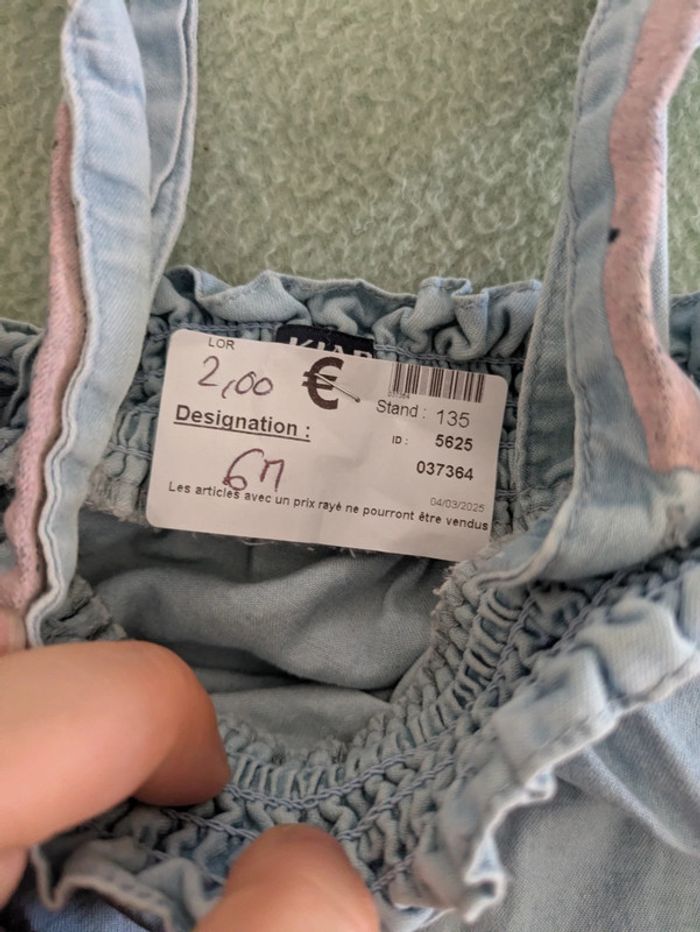 LOR
2,00 €
Stand : 135
Designation :
ID : 5625
6M
037364
04/03/2025
Les articles avec un prix rayé ne pourront être vendus